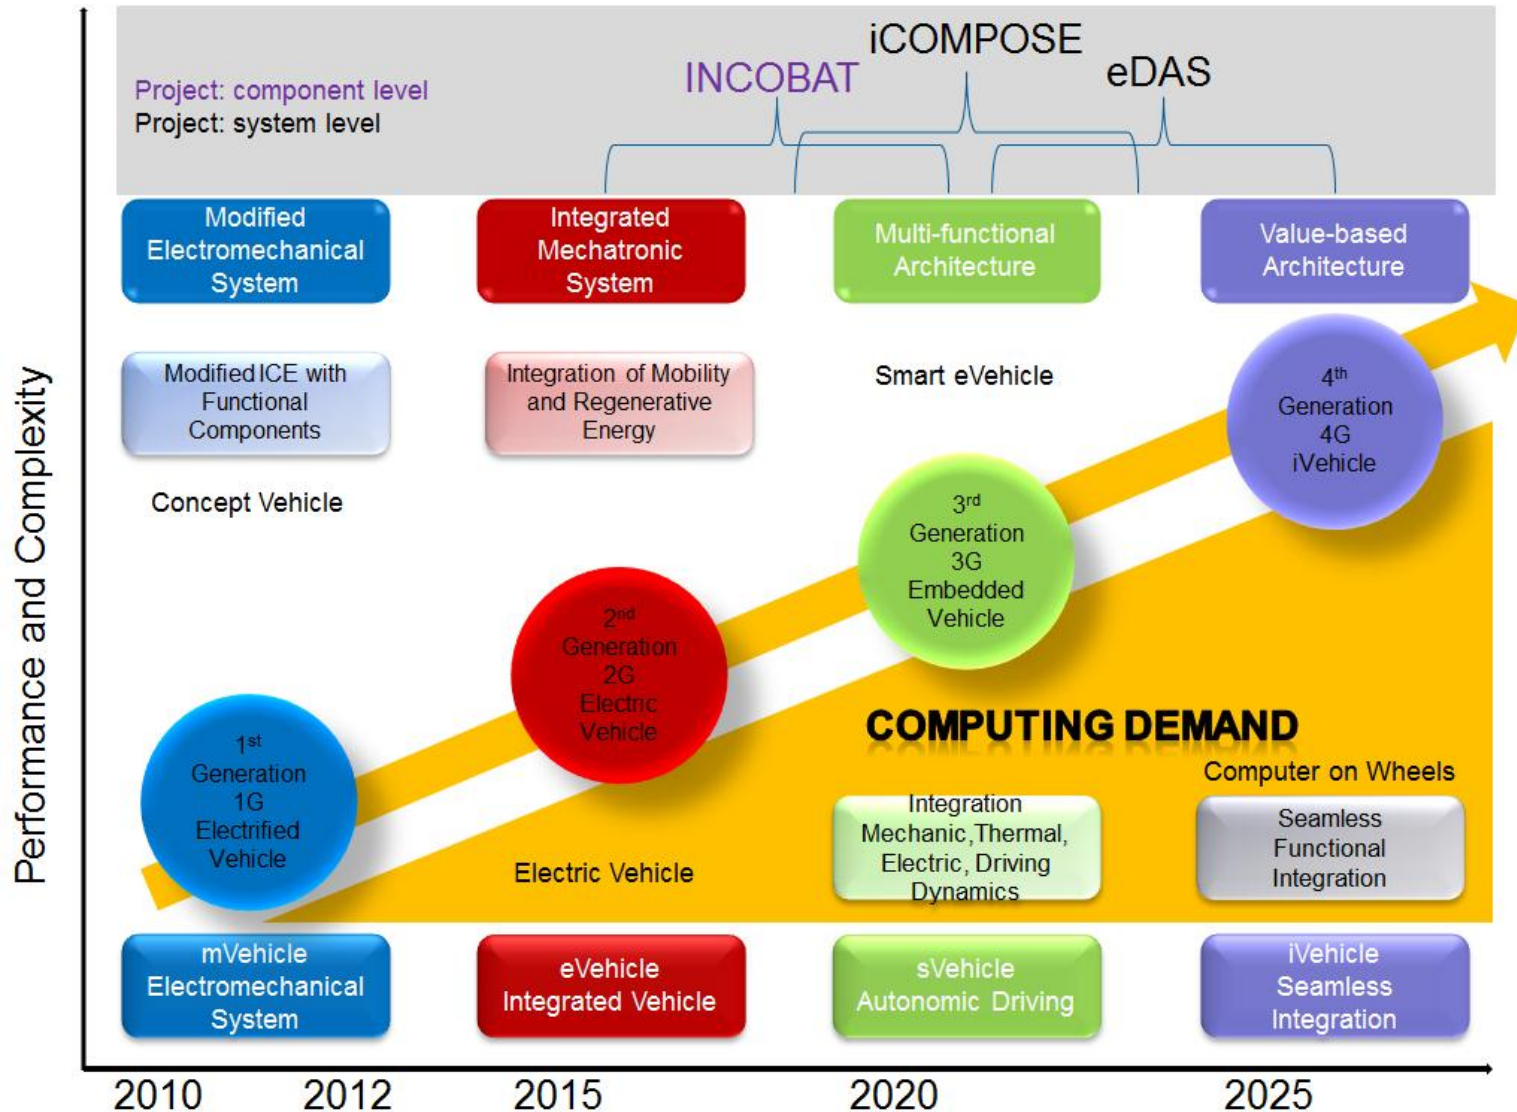 iCOMPOSE
INCOBAT
eDAS
Project: component level
Project: system level
Modified
Electromechanical
System
Integrated
Mechatronic
System
Multi-functional
Architecture
Value-based
Architecture
Modified ICE with
Functional
Components
Integration of Mobility
and Regenerative
Energy
Smart eVehicle
4th
Generation
4G
iVehicle
Concept Vehicle
3rd
Generation
3G
Embedded
Vehicle
2nd
Generation
2G
Electric
Vehicle
1st
Generation
1G
Electrified
Vehicle
COMPUTING DEMAND
Computer on Wheels
Electric Vehicle
Integration
Mechanic, Thermal,
Electric, Driving
Dynamics
Seamless
Functional
Integration
mVehicle
Electromechanical
System
eVehicle
Integrated Vehicle
sVehicle
Autonomic Driving
iVehicle
Seamless
Integration
Performance and Complexity
2010 2012 2015 2020 2025